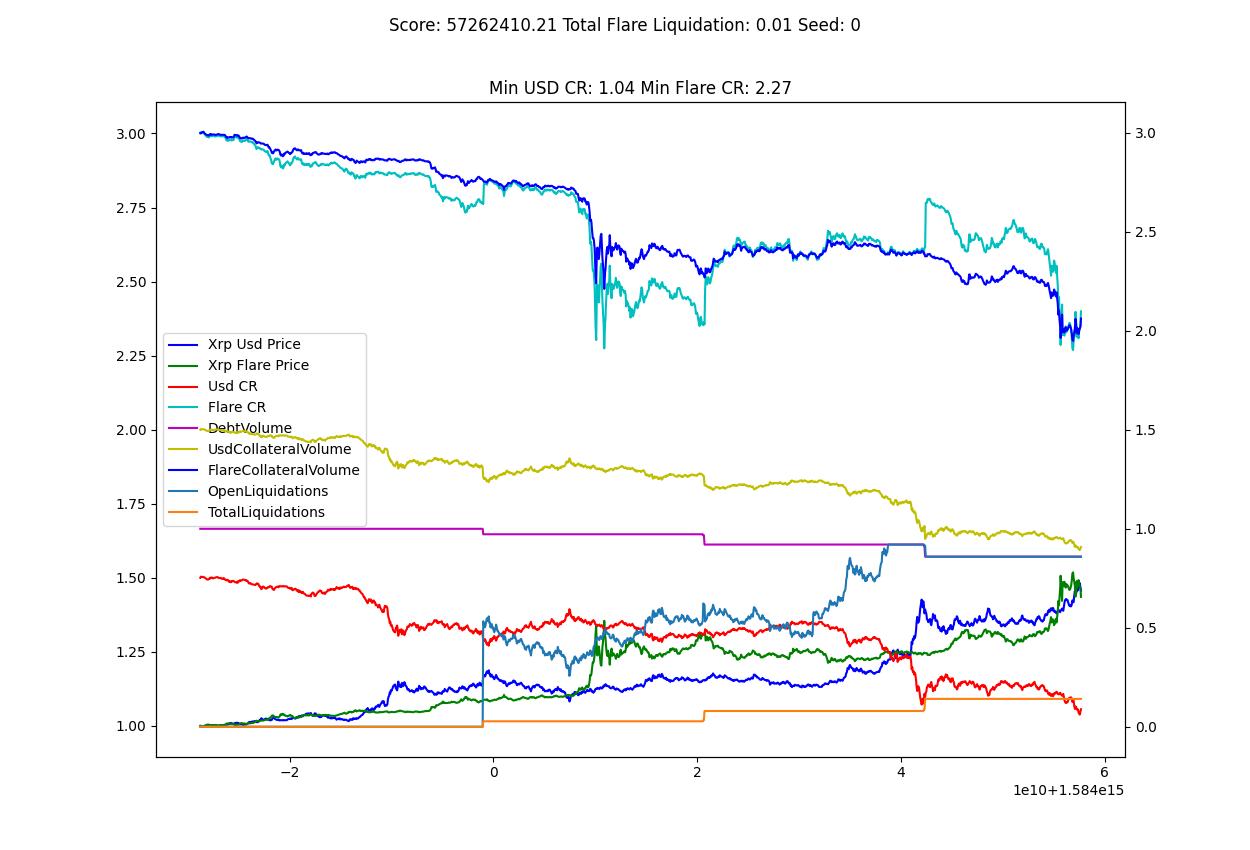 Score: 57262410.21 Total Flare Liquidation: 0.01 Seed: 0
Min USD CR: 1.04 Min Flare CR: 2.27
3.00
2.75
2.50
2.25
2.00
1.75
1.50
1.25
1.00
Xrp Usd Price
Xrp Flare Price
Usd CR
Flare CR
DebtVolume
UsdCollateralVolume
FlareCollateralVolume
OpenLiquidations
TotalLiquidations
3.0
2.5
2.0
1.5
1.0
0.5
0.0
−2 0 2 4 6
1e10+1.584e15